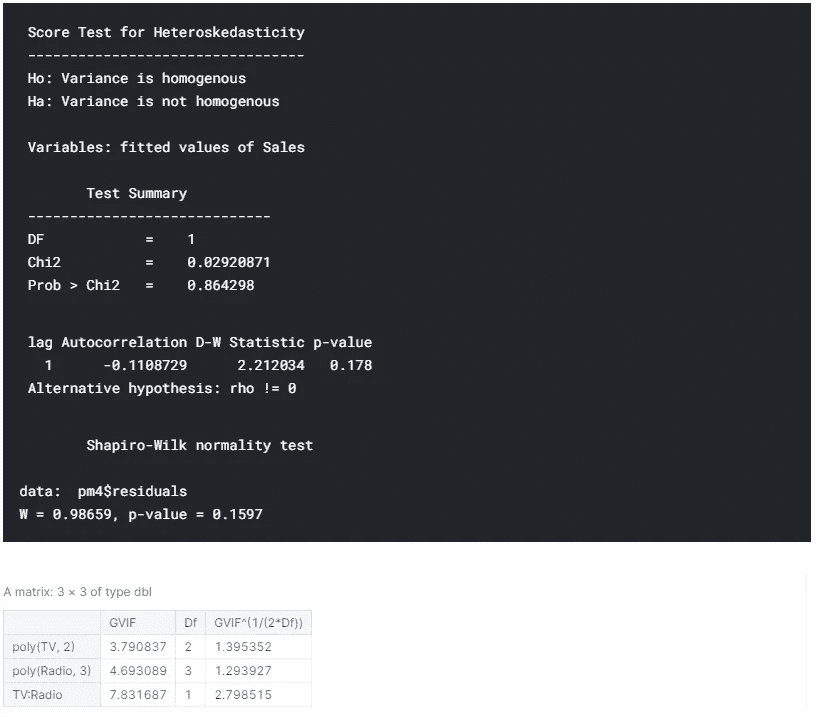 Score Test for Heteroskedasticity
-------------------------------
Ho: Variance is homogenous
Ha: Variance is not homogenous
Variables: fitted values of Sales
Test Summary
----------------------------
DF = 1
Chi2 = 0.02920871
Prob > Chi2 = 0.864298
lag Autocorrelation D-W Statistic p-value
1 -0.1108729 2.212034 0.178
Alternative hypothesis: rho != 0
Shapiro-Wilk normality test
data: pm4$residuals
W = 0.98659, p-value = 0.1597
A matrix: 3 × 3 of type dbl
GVIF Df GVIF^(1/(2*Df))
poly(TV, 2) 3.790837 2 1.395352
poly(Radio, 3) 4.693089 3 1.293927
TV:Radio 7.831687 1 2.798515